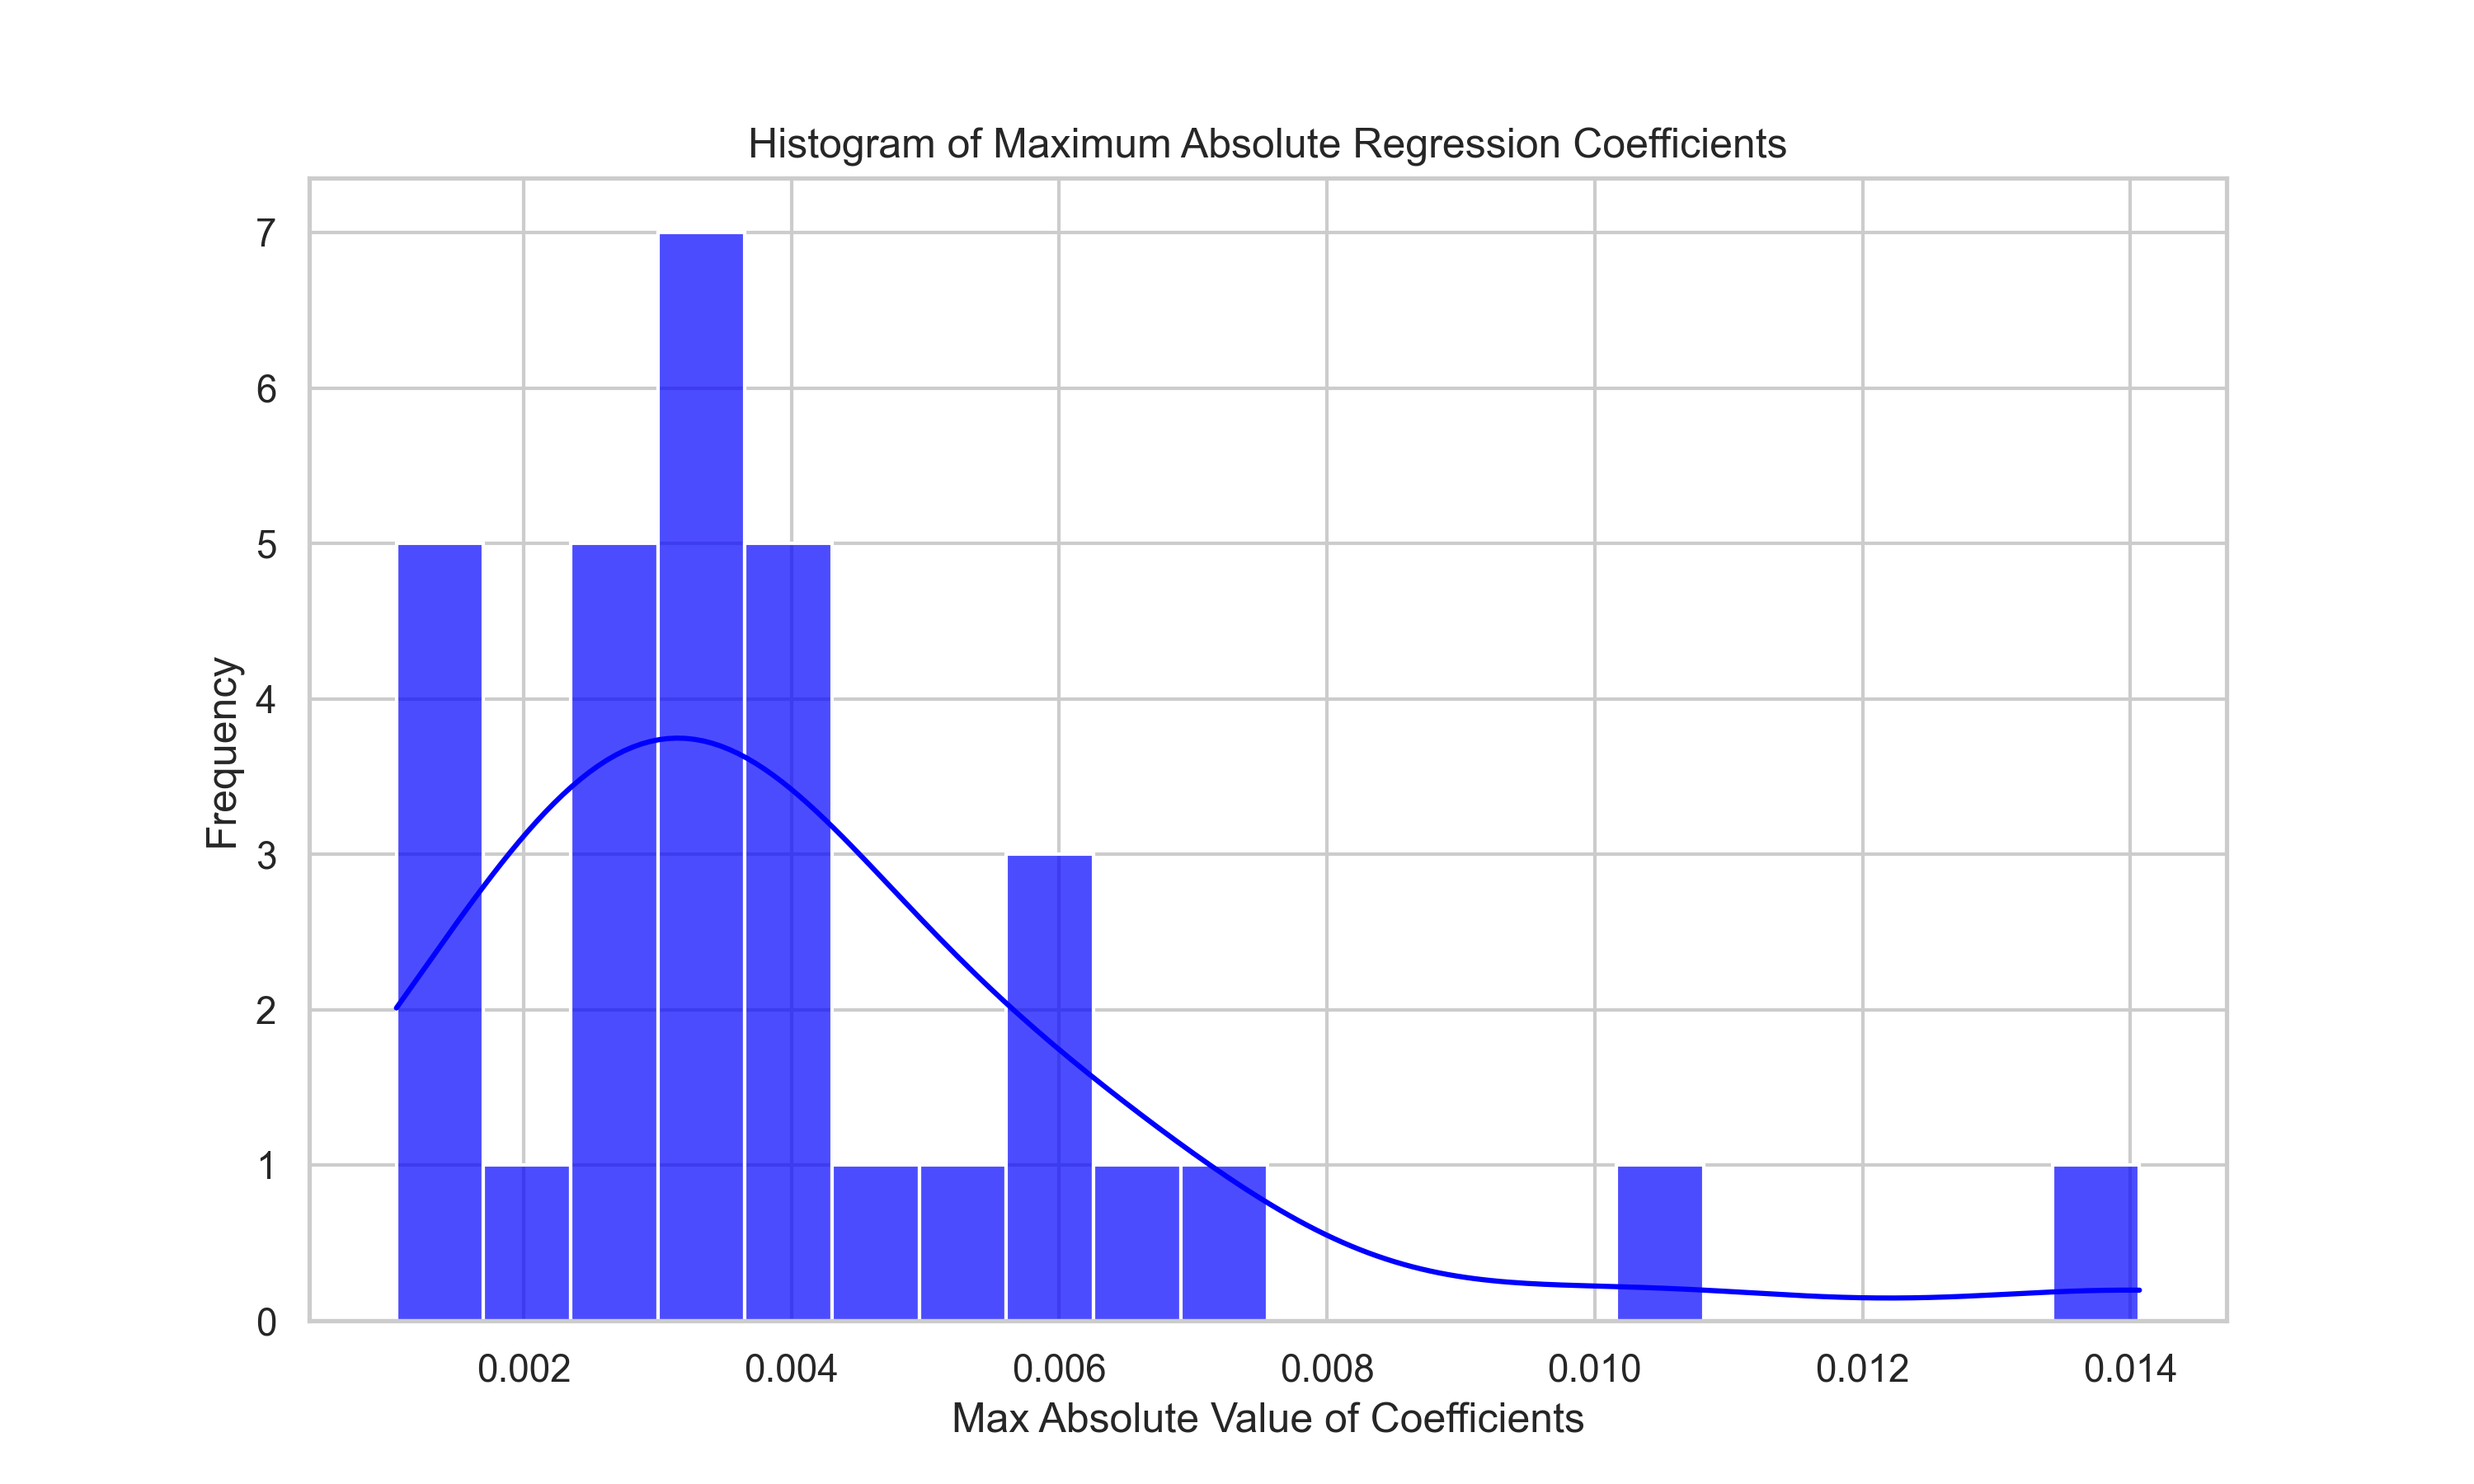 Histogram of Maximum Absolute Regression Coefficients
7
6
5
4
3
2
1
0
Frequency
0.002 0.004 0.006 0.008 0.010 0.012 0.014
Max Absolute Value of Coefficients